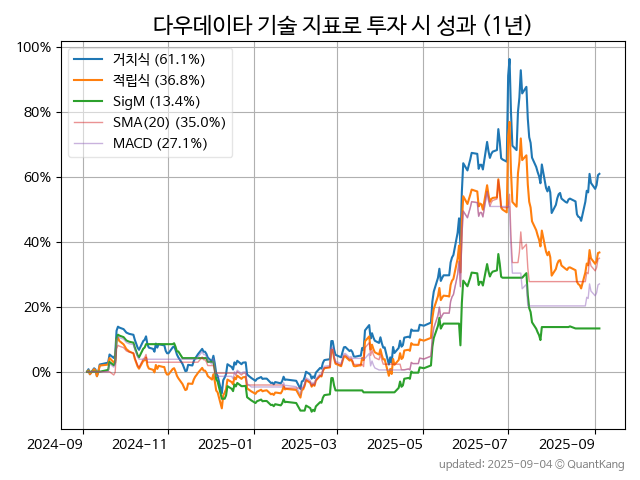 다우데이타 기술 지표로 투자 시 성과 (1년)
100%
80%
60%
40%
20%
0%
거치식 (61.1%)
적립식 (36.8%)
SigM (13.4%)
SMA(20) (35.0%)
MACD (27.1%)
2024-09
2024-11
2025-01
2025-03
2025-05
2025-07
2025-09
updated: 2025-09-04 © QuantKang